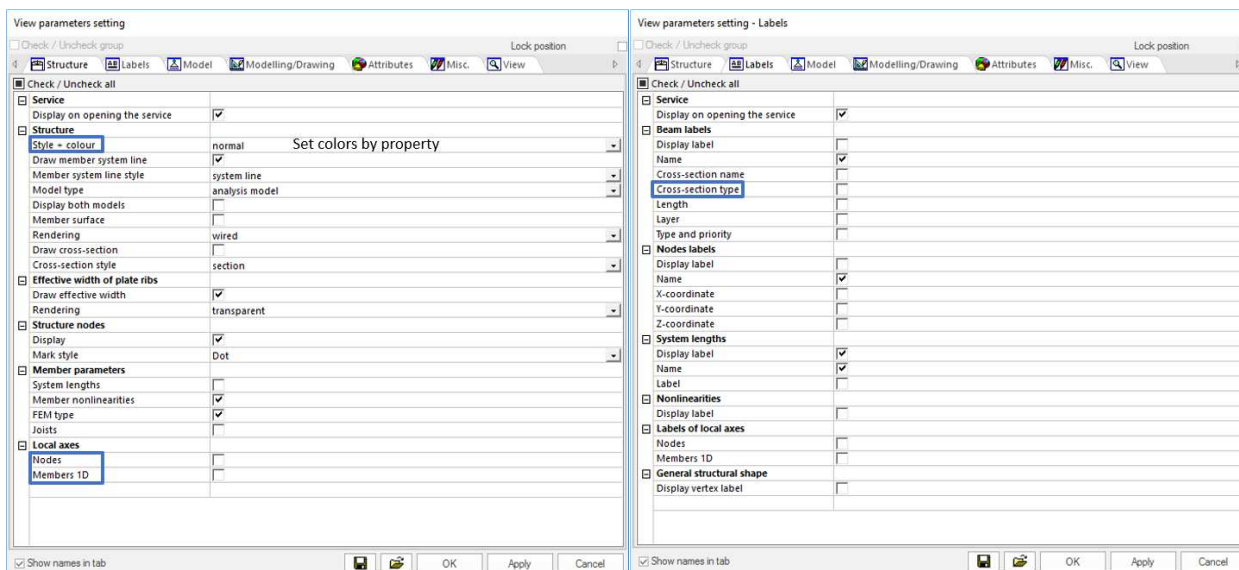 View parameters setting
Check / Uncheck group Lock position
Structure Labels Model Modelling/Drawing Attributes Misc. View
Check / Uncheck all
Service
Display on opening the service
Structure
Style + colour normal Set colors by property
Draw member system line
Member system line style system line
Model type analysis model
Display both models
Member surface
Rendering wired
Draw cross-section
Cross-section style section
Effective width of plate ribs
Draw effective width
Rendering transparent
Structure nodes
Display
Mark style Dot
Member parameters
System lengths
Member nonlinearities
FEM type
Joists
Local axes
Nodes
Members 1D
Show names in tab OK Apply Cancel
View parameters setting - Labels
Check / Uncheck group Lock position
Structure Labels Model Modelling/Drawing Attributes Misc. View
Check / Uncheck all
Service
Display on opening the service
Beam labels
Display label
Name
Cross-section name
Cross-section type
Length
Layer
Type and priority
Nodes labels
Display label
Name
X-coordinate
Y-coordinate
Z-coordinate
System lengths
Display label
Name
Label
Nonlinearities
Display label
Labels of local axes
Nodes
Members 1D
General structural shape
Display vertex label
Show names in tab OK Apply Cancel